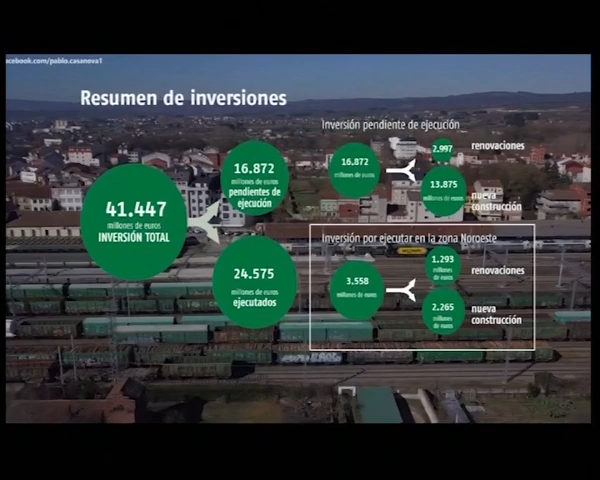 acebook.com/pablo.casanova1
Resumen de inversiones
41.447
millones de euros
INVERSIÓN TOTAL
16.872
millones de euros
pendientes de
ejecución
24.575
millones de euros
ejecutados
Inversión pendiente de ejecución
16.872
millones de euros
2.997
renovaciones
13.875
millones de euros
nueva
construcción
Inversión por ejecutar en la zona Noroeste
3.558
millones de euros
1.293
millones
de euros
renovaciones
2.265
millones
de euros
nueva
construcción